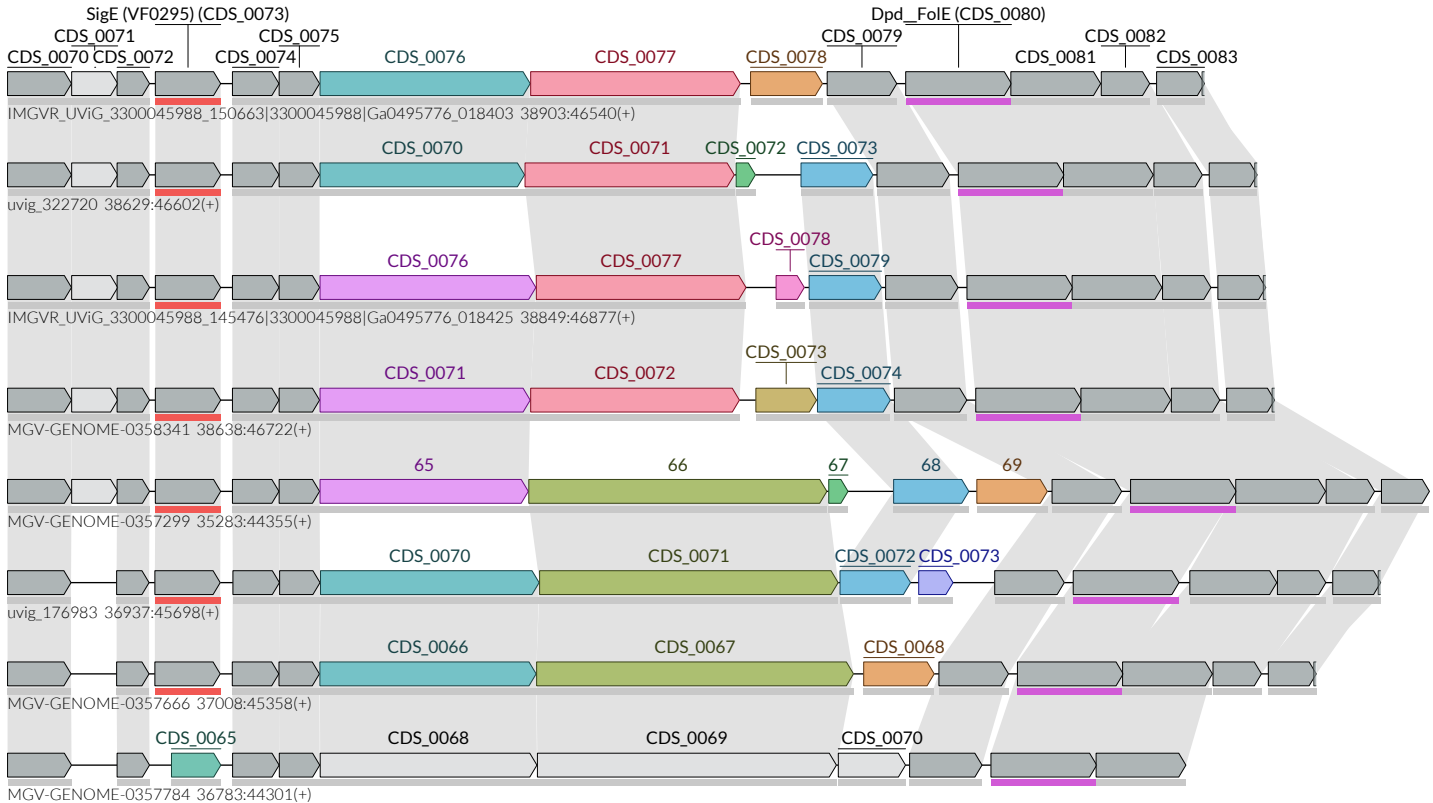 SigE (VF0295) (CDS_0073) Dpd__FolE (CDS_0080)
CDS_0071 CDS_0075 CDS_0079 CDS_0082
CDS_0070 CDS_0072 CDS_0074 CDS_0076 CDS_0077 CDS_0078 CDS_0081 CDS_0083
IMGVR_UViG_3300045988_150663|3300045988|Ga0495776_018403 38903:46540(+)
CDS_0070 CDS_0071 CDS_0072 CDS_0073
uvig_322720 38629:46602(+)
CDS_0078
CDS_0076 CDS_0077 CDS_0079
IMGVR_UViG_3300045988_145476|3300045988|Ga0495776_018425 38849:46877(+)
CDS_0073
CDS_0071 CDS_0072 CDS_0074
MGV-GENOME-0358341 38638:46722(+)
65 66 67 68 69
MGV-GENOME-0357299 35283:44355(+)
CDS_0070 CDS_0071 CDS_0072 CDS_0073
uvig_176983 36937:45698(+)
CDS_0066 CDS_0067 CDS_0068
MGV-GENOME-0357666 37008:45358(+)
CDS_0065 CDS_0068 CDS_0069 CDS_0070
MGV-GENOME-0357784 36783:44301(+)